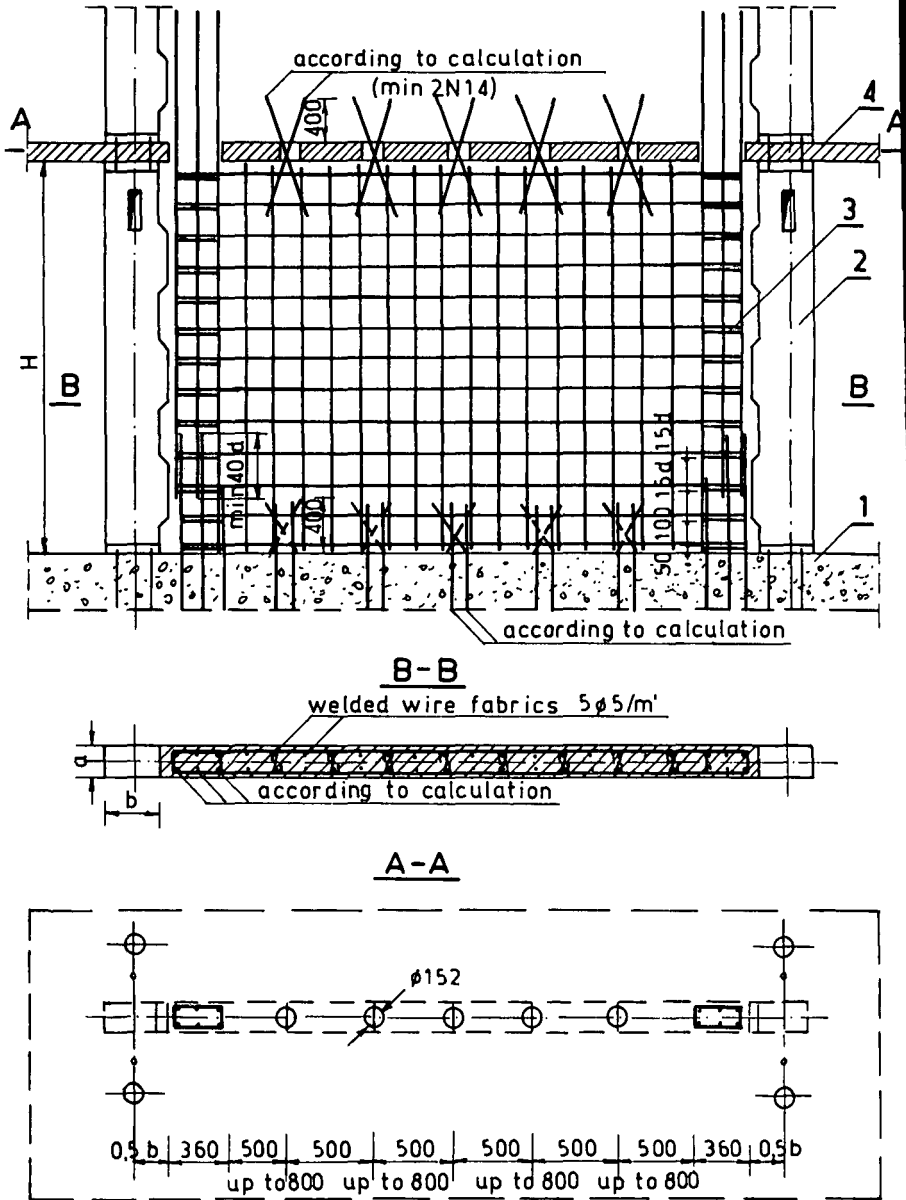 according to calculation
(min 2N14)
400
A
A
4
3
2
H
B
B
min 40 d
400
50 100 15d 15d
1
according to calculation
B-B
welded wire fabrics 5ø5/m'
a
according to calculation
b
A-A
ø152
0,5 b 360 500 500 500 500 500 500 360 0,5b
up to 800 up to 800 up to 800 up to 800